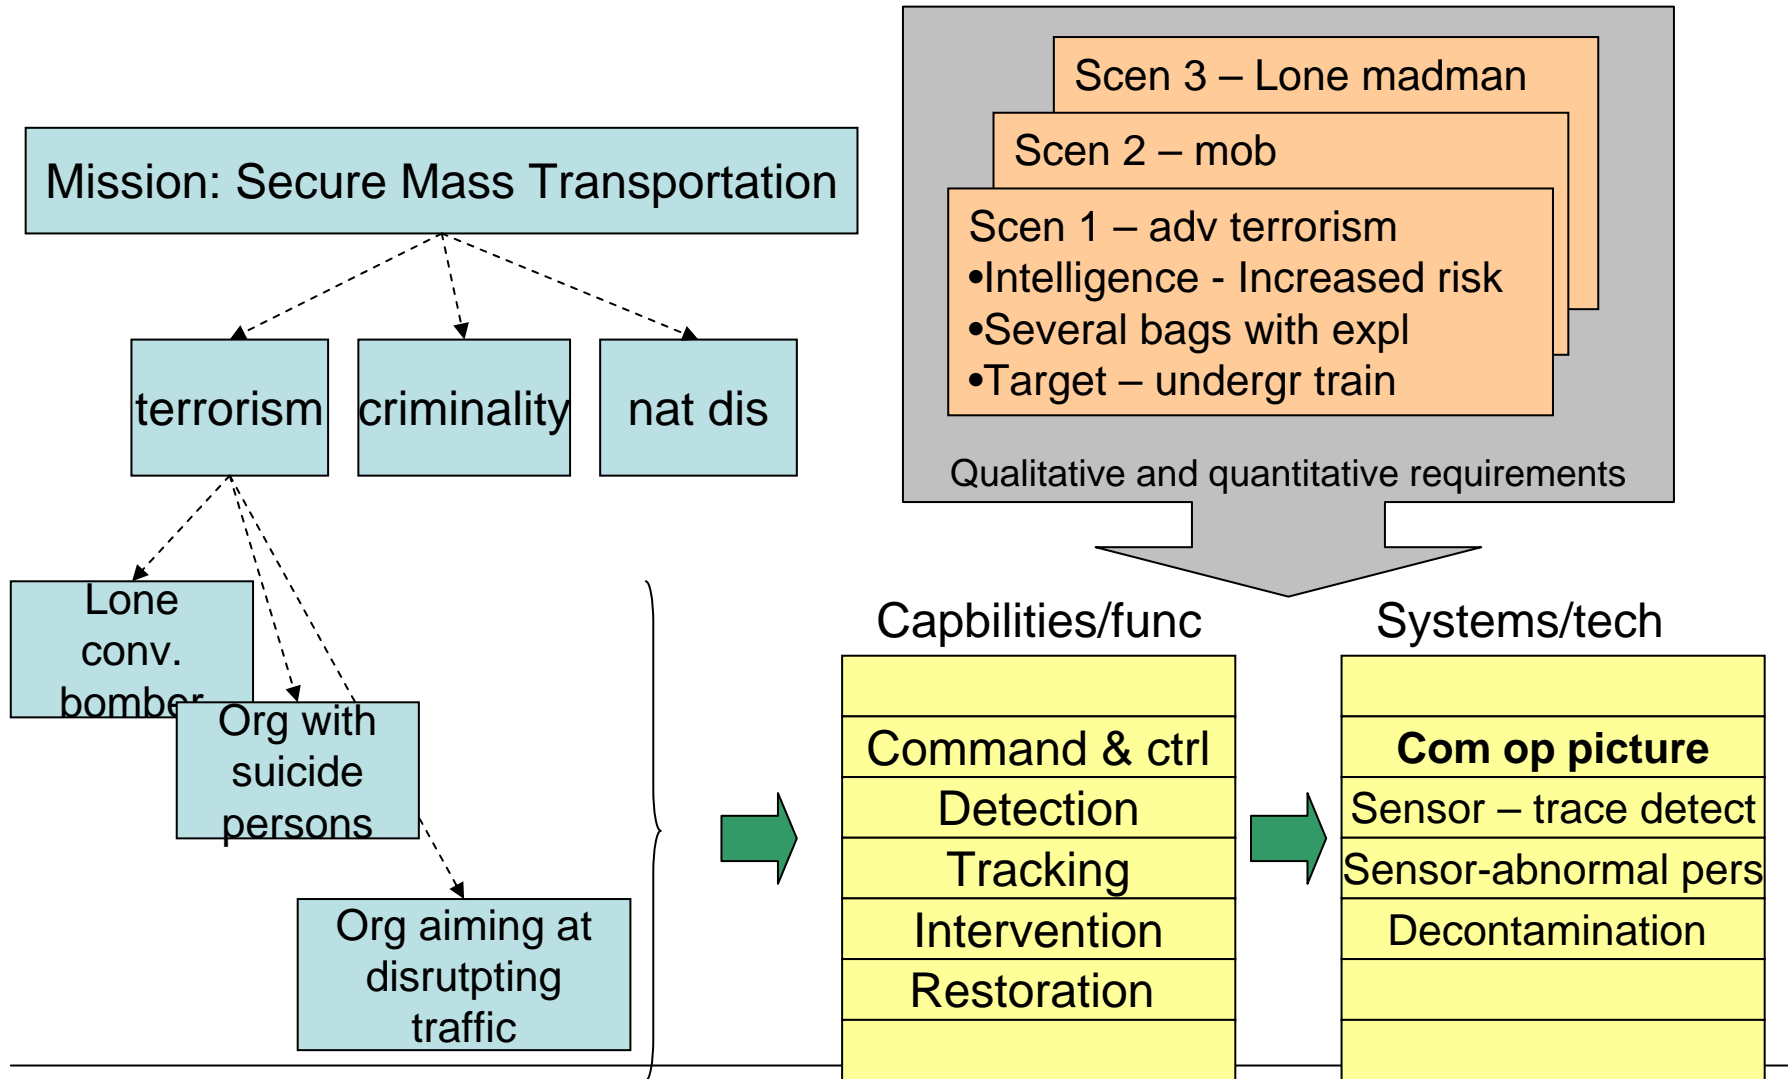 Mission: Secure Mass Transportation
terrorism
criminality
nat dis
Lone
conv.
bomber
Org with
suicide
persons
Org aiming at
disrutpting
traffic
Scen 3 – Lone madman
Scen 2 – mob
Scen 1 – adv terrorism
•Intelligence - Increased risk
•Several bags with expl
•Target – undergr train
Qualitative and quantitative requirements
Capbilities/func
Command & ctrl
Detection
Tracking
Intervention
Restoration
Systems/tech
Com op picture
Sensor – trace detect
Sensor-abnormal pers
Decontamination